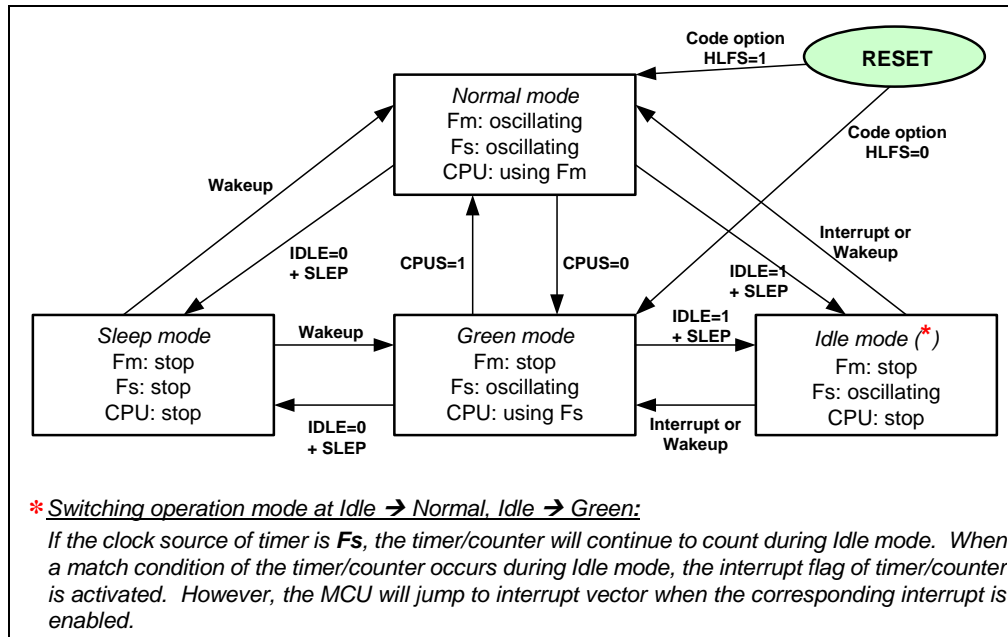 Code option
HLFS=1
RESET
Normal mode
Fm: oscillating
Fs: oscillating
CPU: using Fm
Code option
HLFS=0
Wakeup
IDLE=0
+ SLEP
CPUS=1
CPUS=0
IDLE=1
+ SLEP
Interrupt or
Wakeup
Sleep mode
Fm: stop
Fs: stop
CPU: stop
Wakeup
IDLE=0
+ SLEP
Green mode
Fm: stop
Fs: oscillating
CPU: using Fs
IDLE=1
+ SLEP
Interrupt or
Wakeup
Idle mode (*)
Fm: stop
Fs: oscillating
CPU: stop
* Switching operation mode at Idle → Normal, Idle → Green:
If the clock source of timer is Fs, the timer/counter will continue to count during Idle mode. When
a match condition of the timer/counter occurs during Idle mode, the interrupt flag of timer/counter
is activated. However, the MCU will jump to interrupt vector when the corresponding interrupt is
enabled.